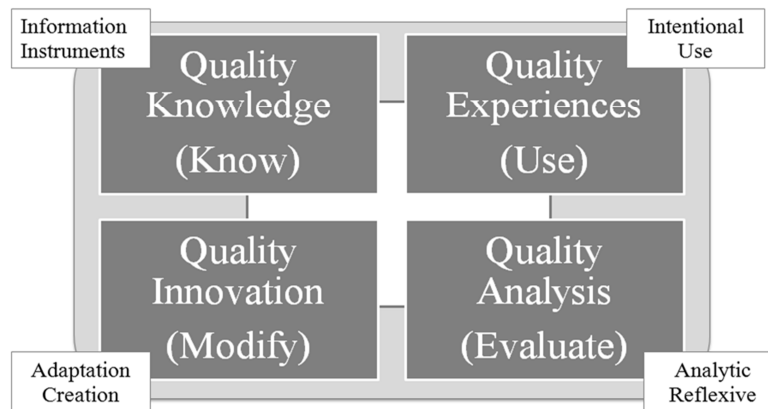 Information
Instruments
Intentional
Use
Quality
Knowledge
(Know)
Quality
Experiences
(Use)
Quality
Innovation
(Modify)
Quality
Analysis
(Evaluate)
Adaptation
Creation
Analytic
Reflexive